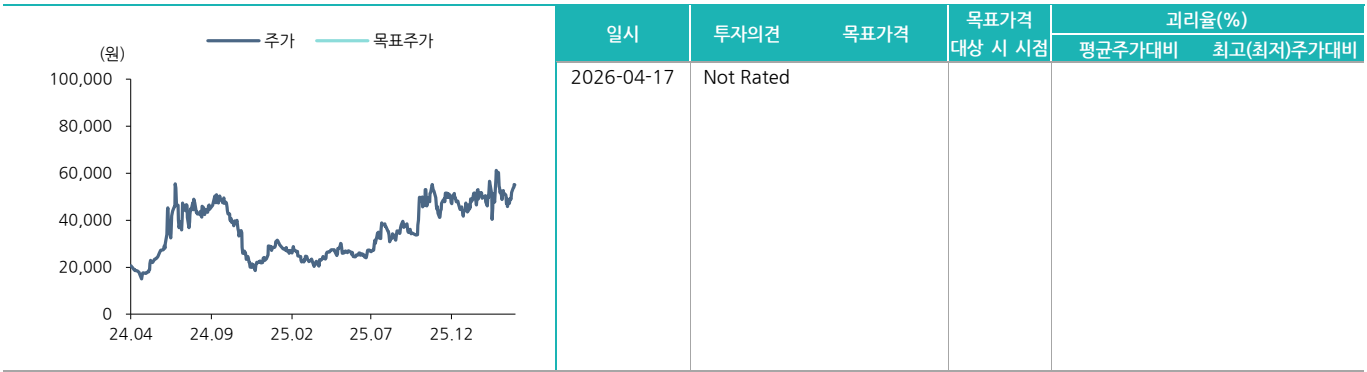 주가 목표주가
(원)
100,000
80,000
60,000
40,000
20,000
0
24.04 24.09 25.02 25.07 25.12
일시 투자의견 목표가격 목표가격 대상 시 시점 괴리율(%)
평균주가대비 최고(최저)주가대비
2026-04-17 Not Rated